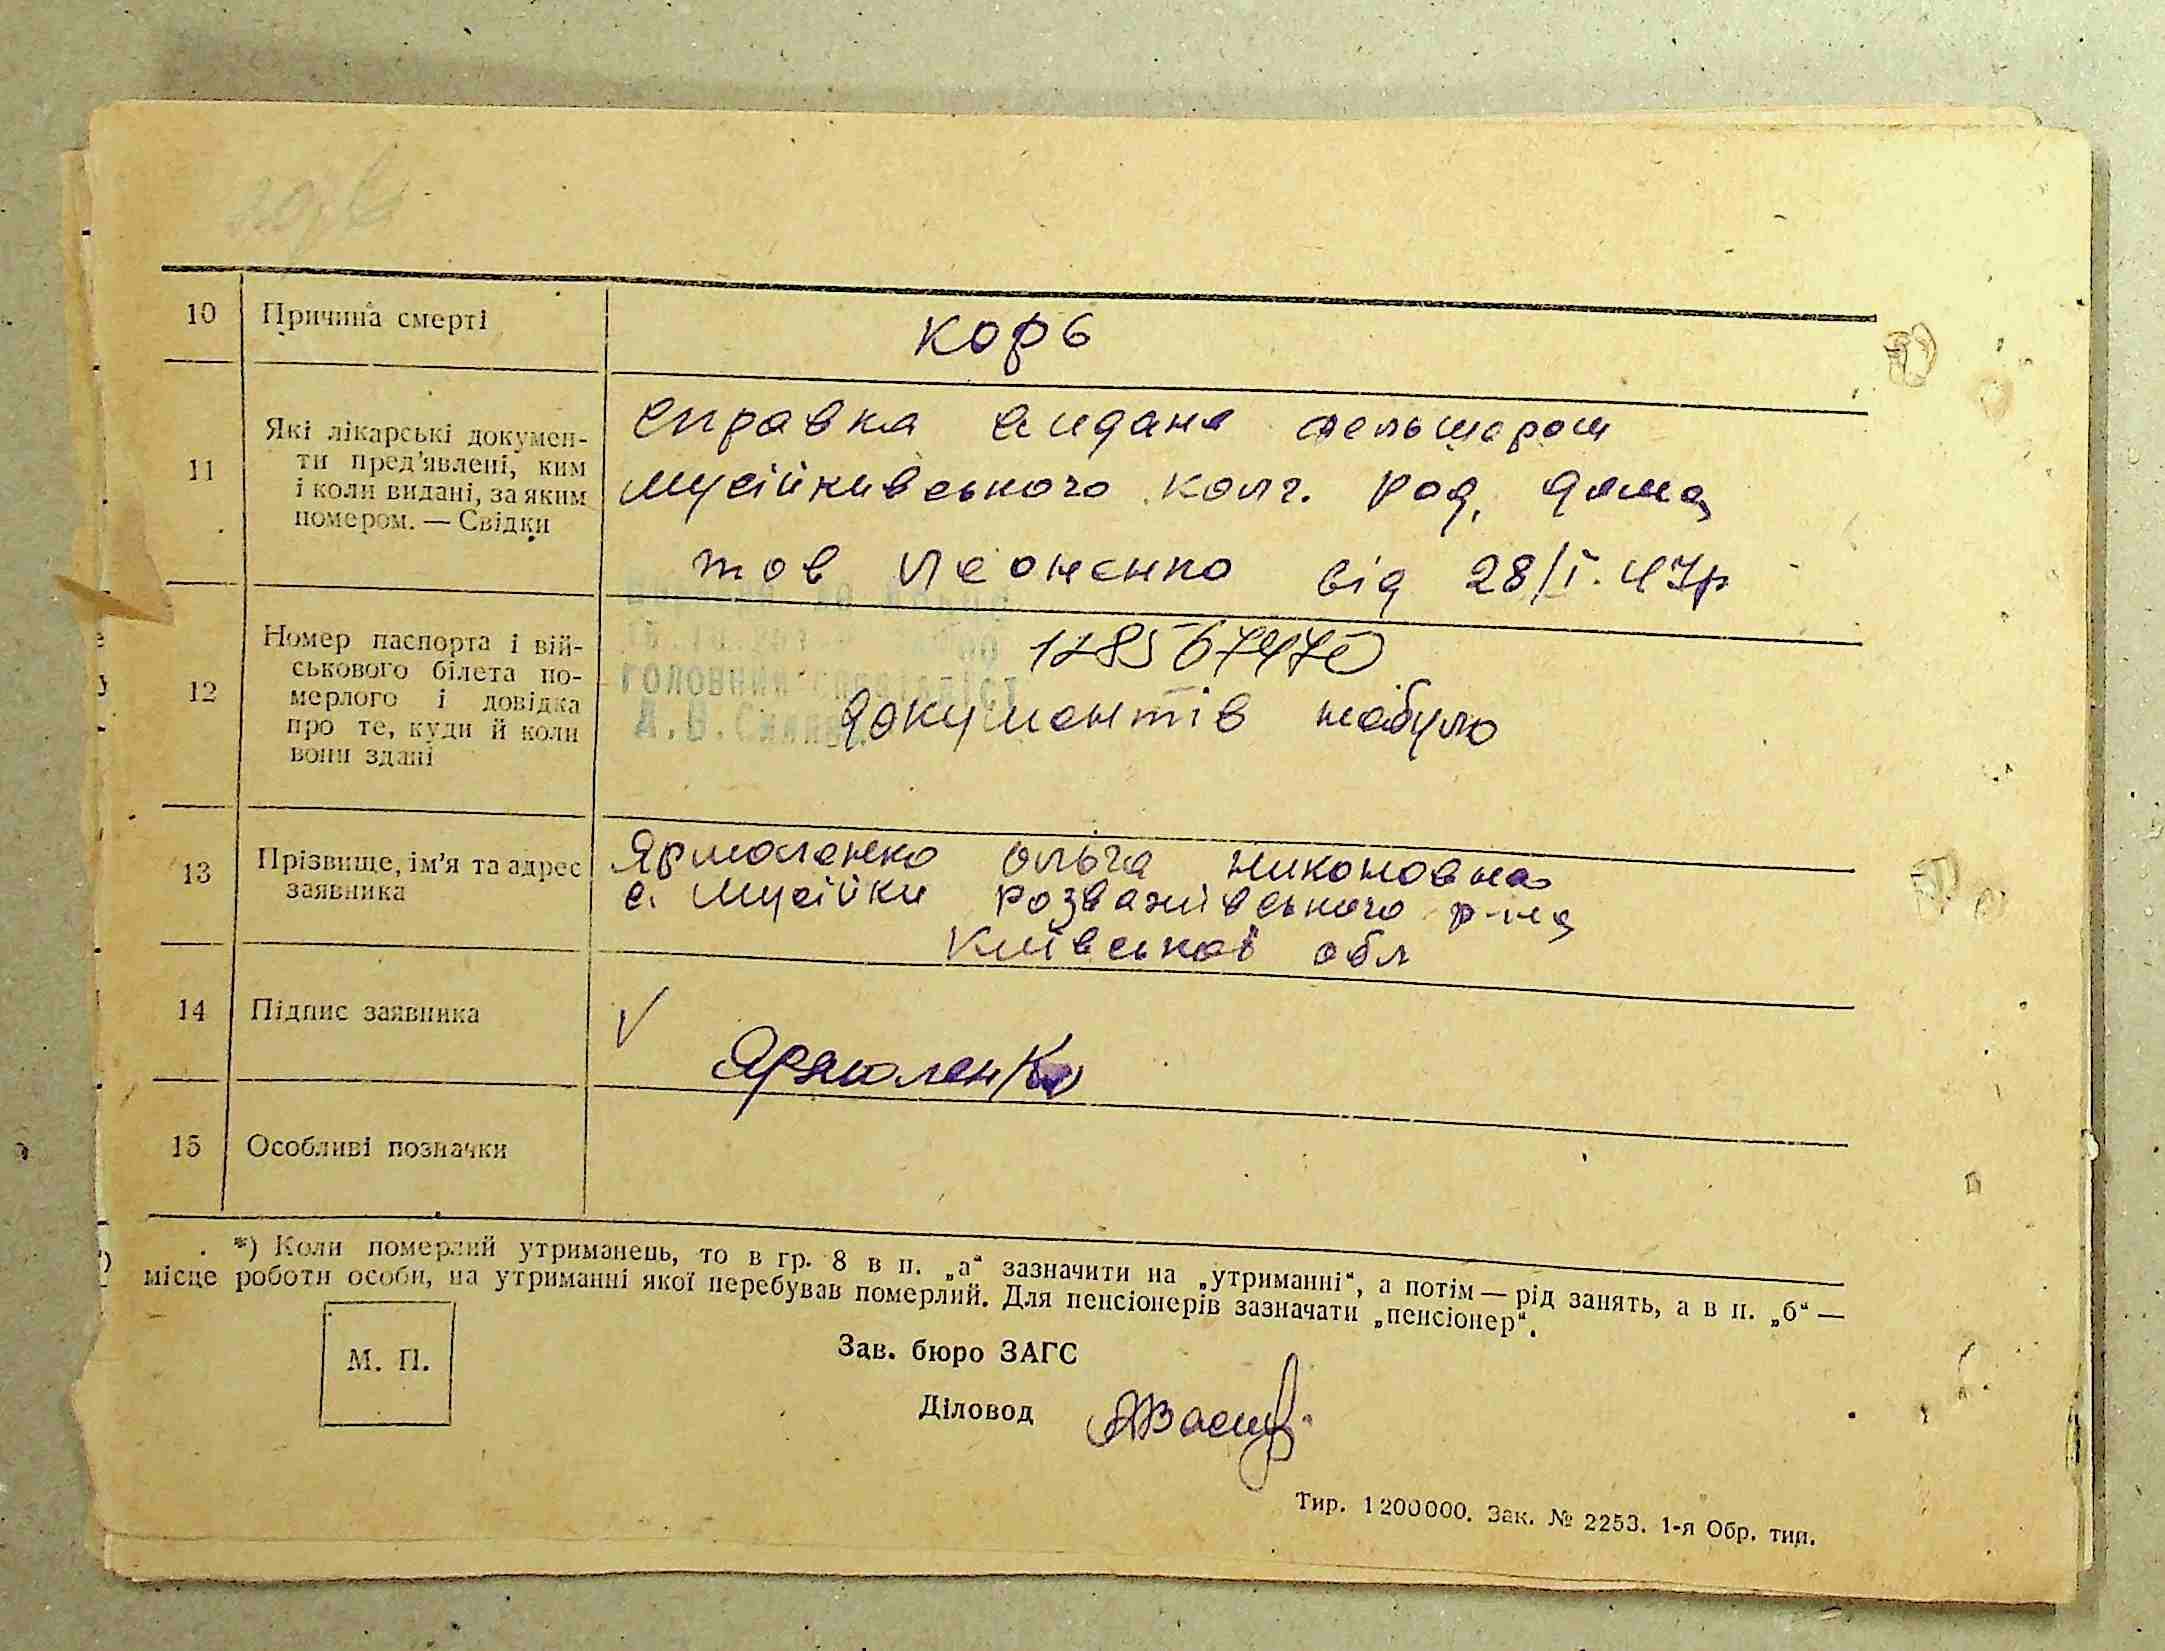 10 Причина смерті
корь
11 Які лікарські докумен-
ти пред'явлені, ким
і коли видані, за яким
номером. — Свідки
справка видана фельшером
Мусійкивського колг. род, дома
тов Леоненко від 28/I. 47р
12 Номер паспорта і вій-
ськового білета по-
мерлого і довідка
про те, куди й коли
вони здані
документів небуло
головний спеціаліст
13 Прізвище, ім'я та адрес
заявника
Ярмоленко Ольга Никоновна
с. Мусійки Розважівського р-на
Київської обл
14 Підпис заявника
V Ярмоленко
15 Особливі позначки
*) Коли померлий утриманець, то в гр. 8 в п. „а“ зазначити на „утриманні“, а потім — рід занять, а в п. „б“ —
місце роботи особи, на утриманні якої перебував померлий. Для пенсіонерів зазначати „пенсіонер“.
М. П.
Зав. бюро ЗАГС
Діловод
Тир. 1200000. Зак. № 2253. 1-я Обр. тип.